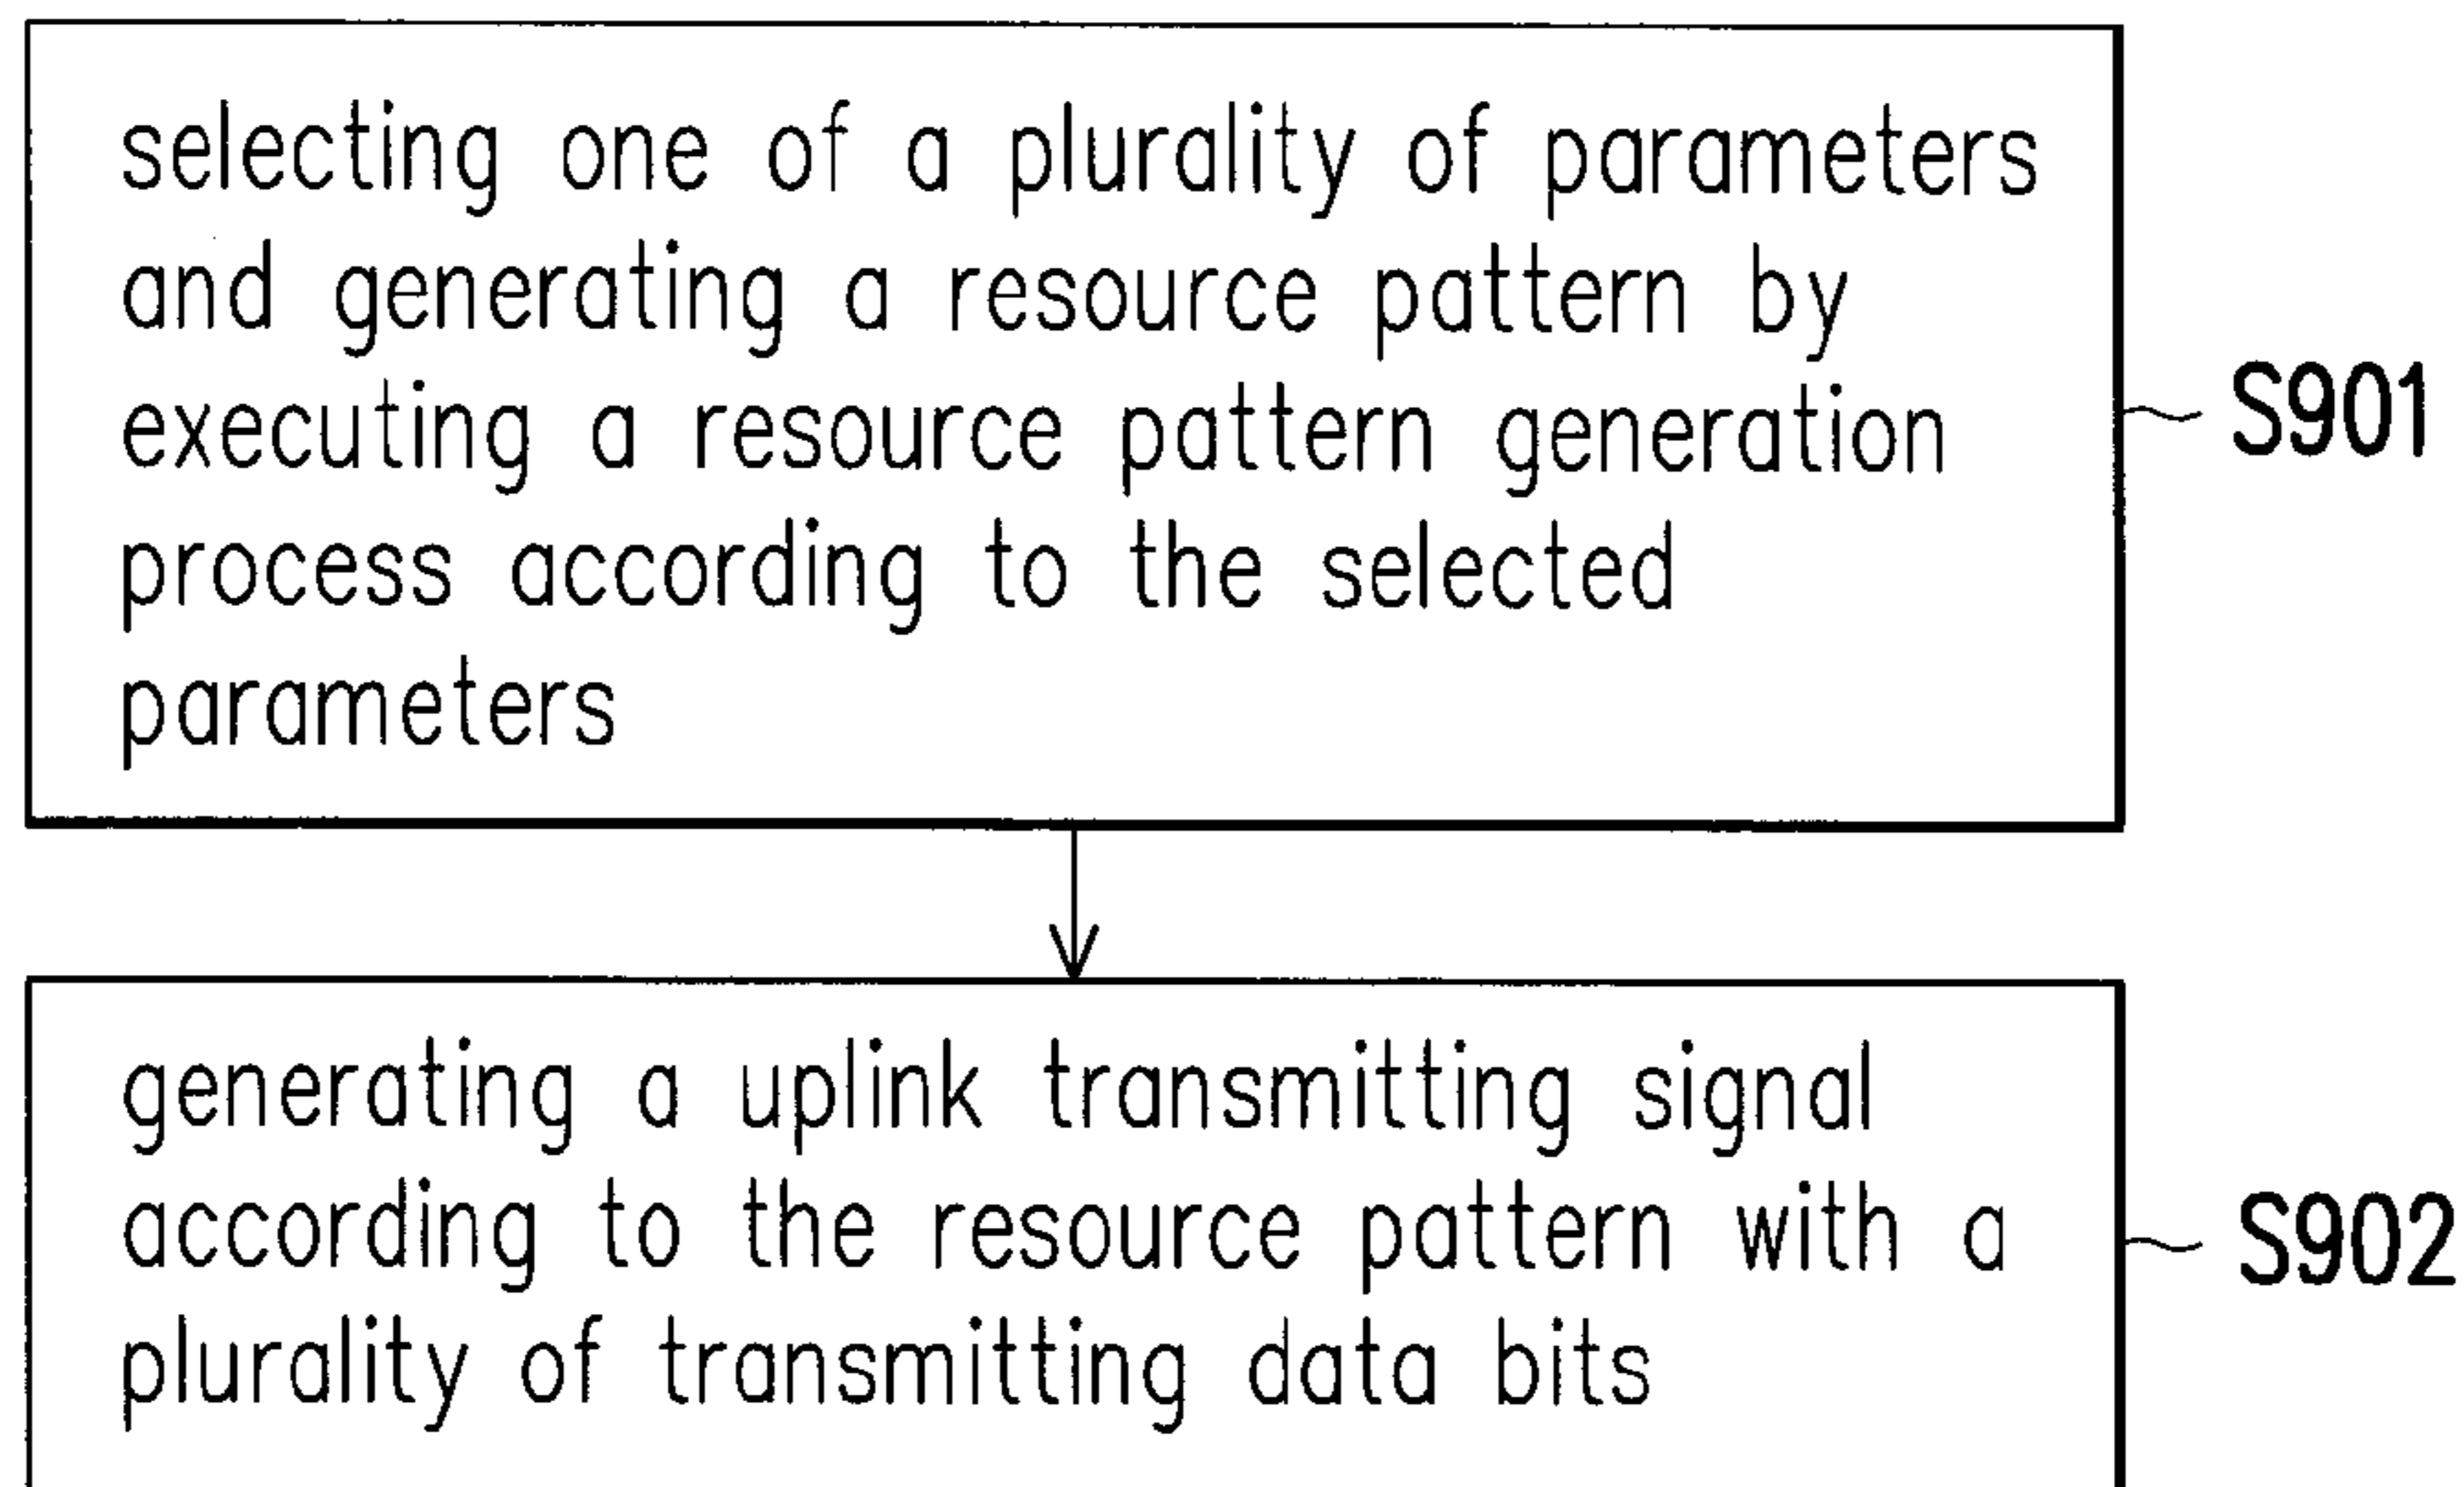 selecting one of a plurality of parameters
and generating a resource pattern by
executing a resource pattern generation
process according to the selected
parameters
S901
generating a uplink transmitting signal
according to the resource pattern with a
plurality of transmitting data bits
S902